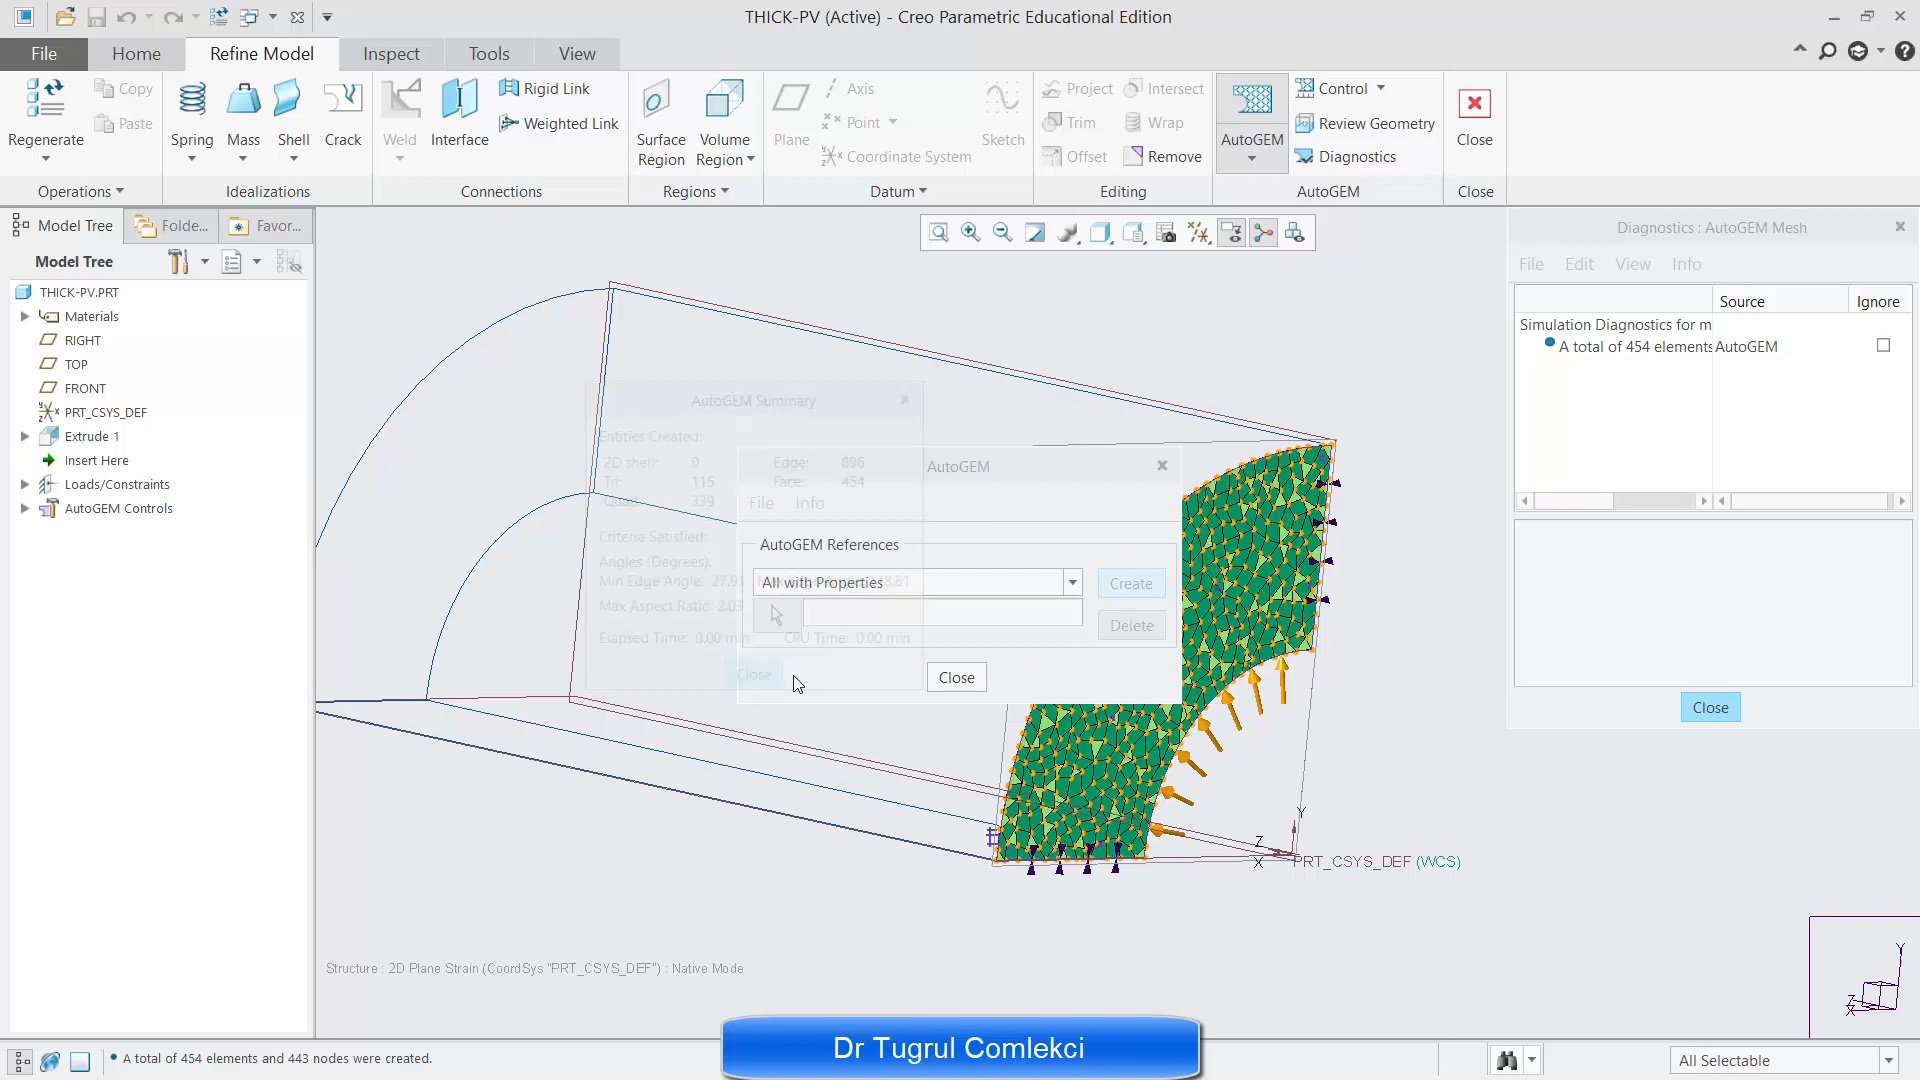 THICK-PV (Active) - Creo Parametric Educational Edition
File
Home
Refine Model
Inspect
Tools
View
Regenerate
Copy
Paste
Operations
Spring
Mass
Shell
Crack
Idealizations
Weld
Interface
Rigid Link
Weighted Link
Connections
Surface Region
Volume Region
Regions
Plane
Axis
Point
Coordinate System
Sketch
Datum
Project
Intersect
Trim
Wrap
Offset
Remove
Editing
AutoGEM
Control
Review Geometry
Diagnostics
AutoGEM
Close
Close
Model Tree
Folde...
Favor...
Model Tree
THICK-PV.PRT
Materials
RIGHT
TOP
FRONT
PRT_CSYS_DEF
Extrude 1
Insert Here
Loads/Constraints
AutoGEM Controls
AutoGEM Summary
Entities Created:
2D shell: 0 Edge: 896
Tri: 115 Face: 454
Quad: 339
Criteria Satisfied:
Angles (Degrees):
Min Edge Angle: 27.9
Max Aspect Ratio: 2.03
Elapsed Time: 0.00 min CPU Time: 0.00 min
Close
AutoGEM
File Info
AutoGEM References
All with Properties
Create
Delete
Close
Diagnostics : AutoGEM Mesh
File Edit View Info
Source Ignore
Simulation Diagnostics for m
A total of 454 elements AutoGEM
Close
Y
Z
X
PRT_CSYS_DEF (WCS)
Structure : 2D Plane Strain (CoordSys "PRT_CSYS_DEF") : Native Mode
Y
Z
X
Dr Tugrul Comlekci
A total of 454 elements and 443 nodes were created.
All Selectable